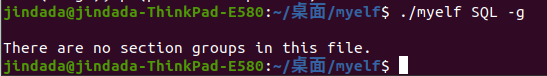 jindada@jindada-ThinkPad-E580:~/桌面/myelf$ ./myelf SQL -g
There are no section groups in this file.
jindada@jindada-ThinkPad-E580:~/桌面/myelf$